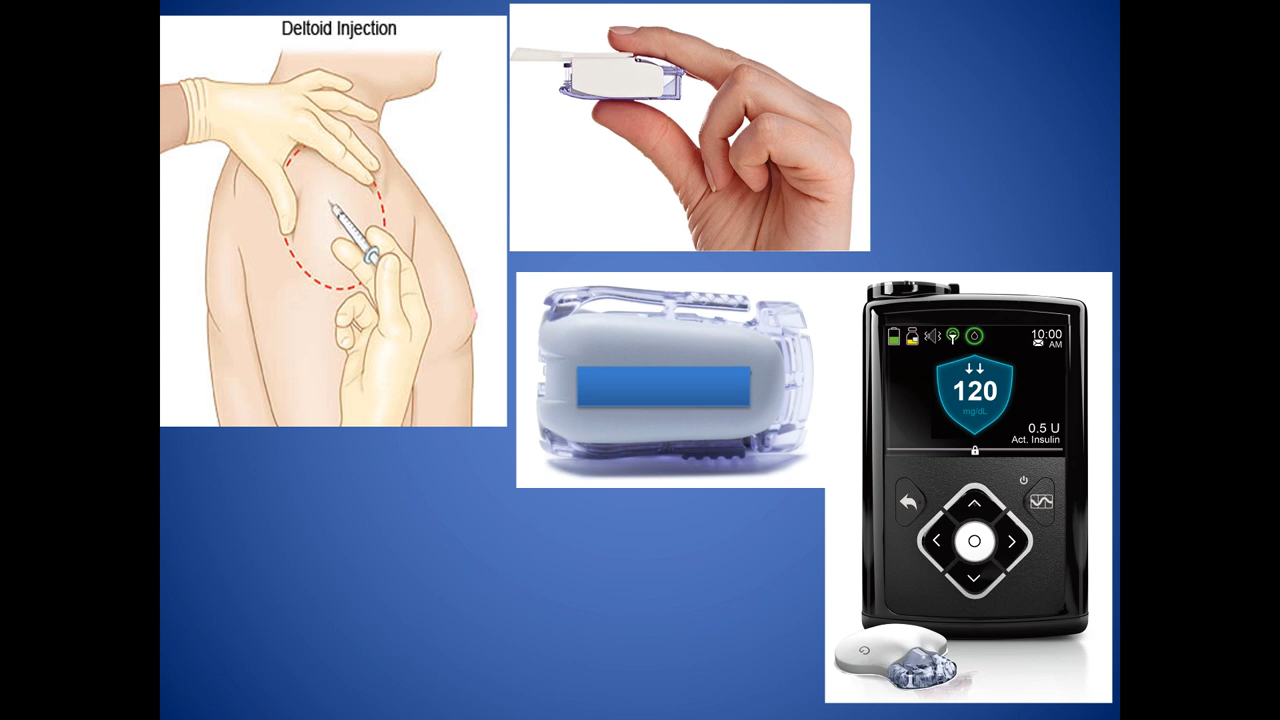 Deltoid Injection
10:00
AM
120
mg/dL
0.5 U
Act. Insulin